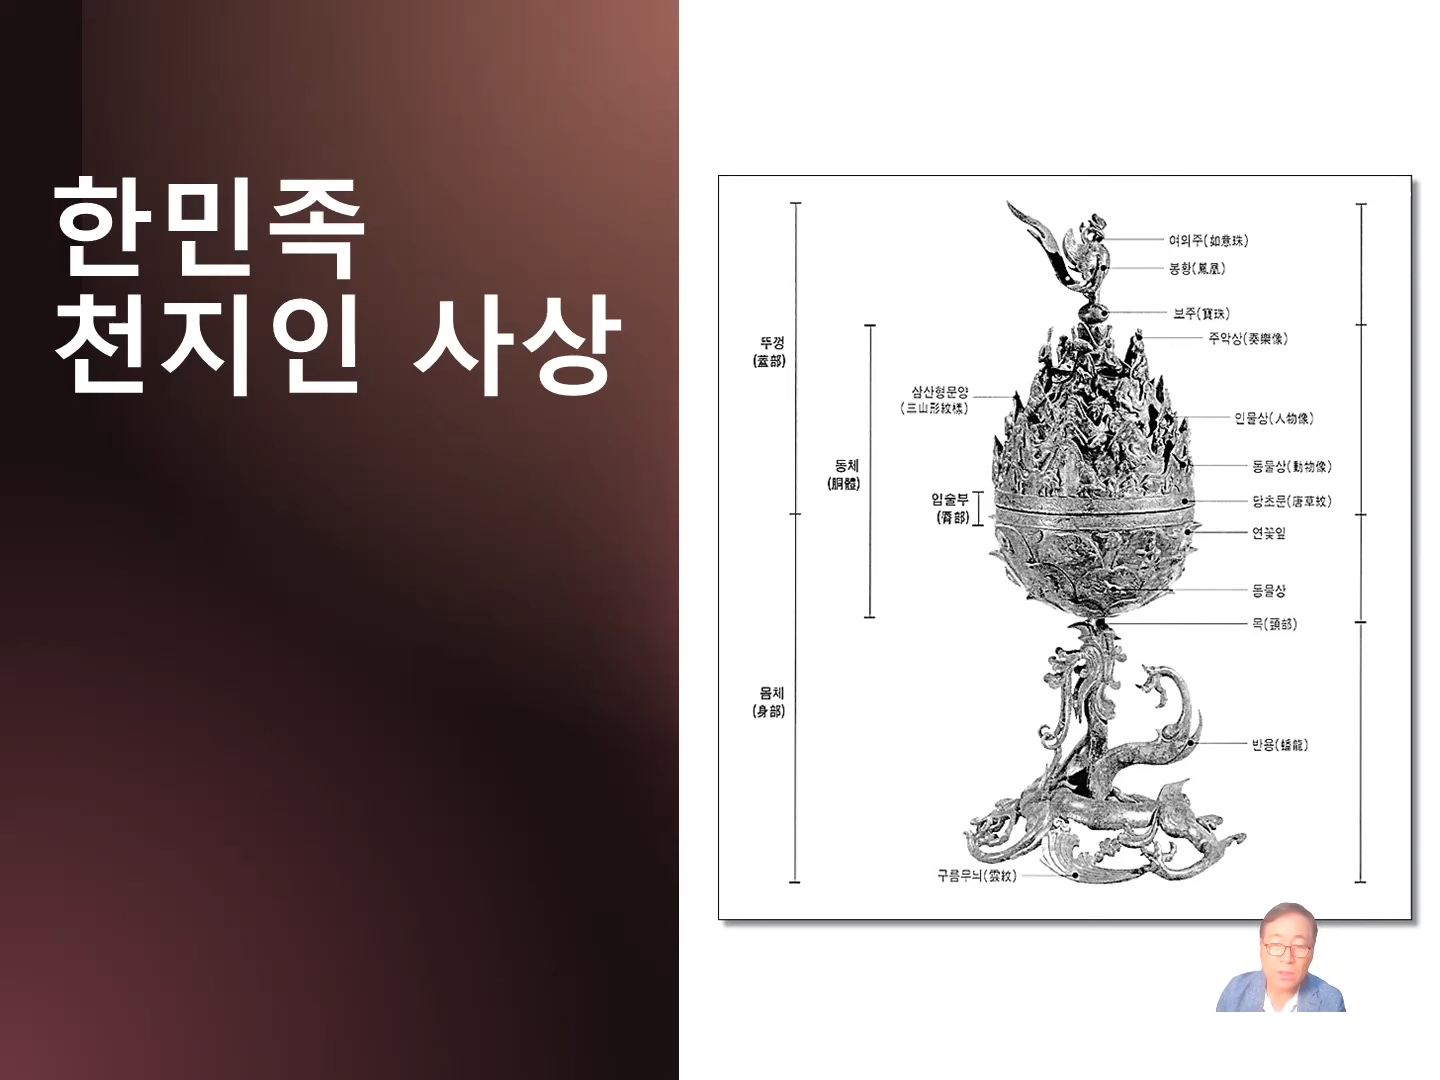 한민족
천지인 사상
여의주(如意珠)
봉황(鳳凰)
보주(寶珠)
주악상(奏樂像)
뚜껑
(蓋部)
삼산형문양
(三山形紋樣)
인물상(人物像)
동체
(胴體)
동물상(動物像)
입술부
(脣部)
당초문(唐草紋)
연꽃잎
동물상
목(頸部)
몸체
(身部)
반용(蟠龍)
구름무늬(雲紋)